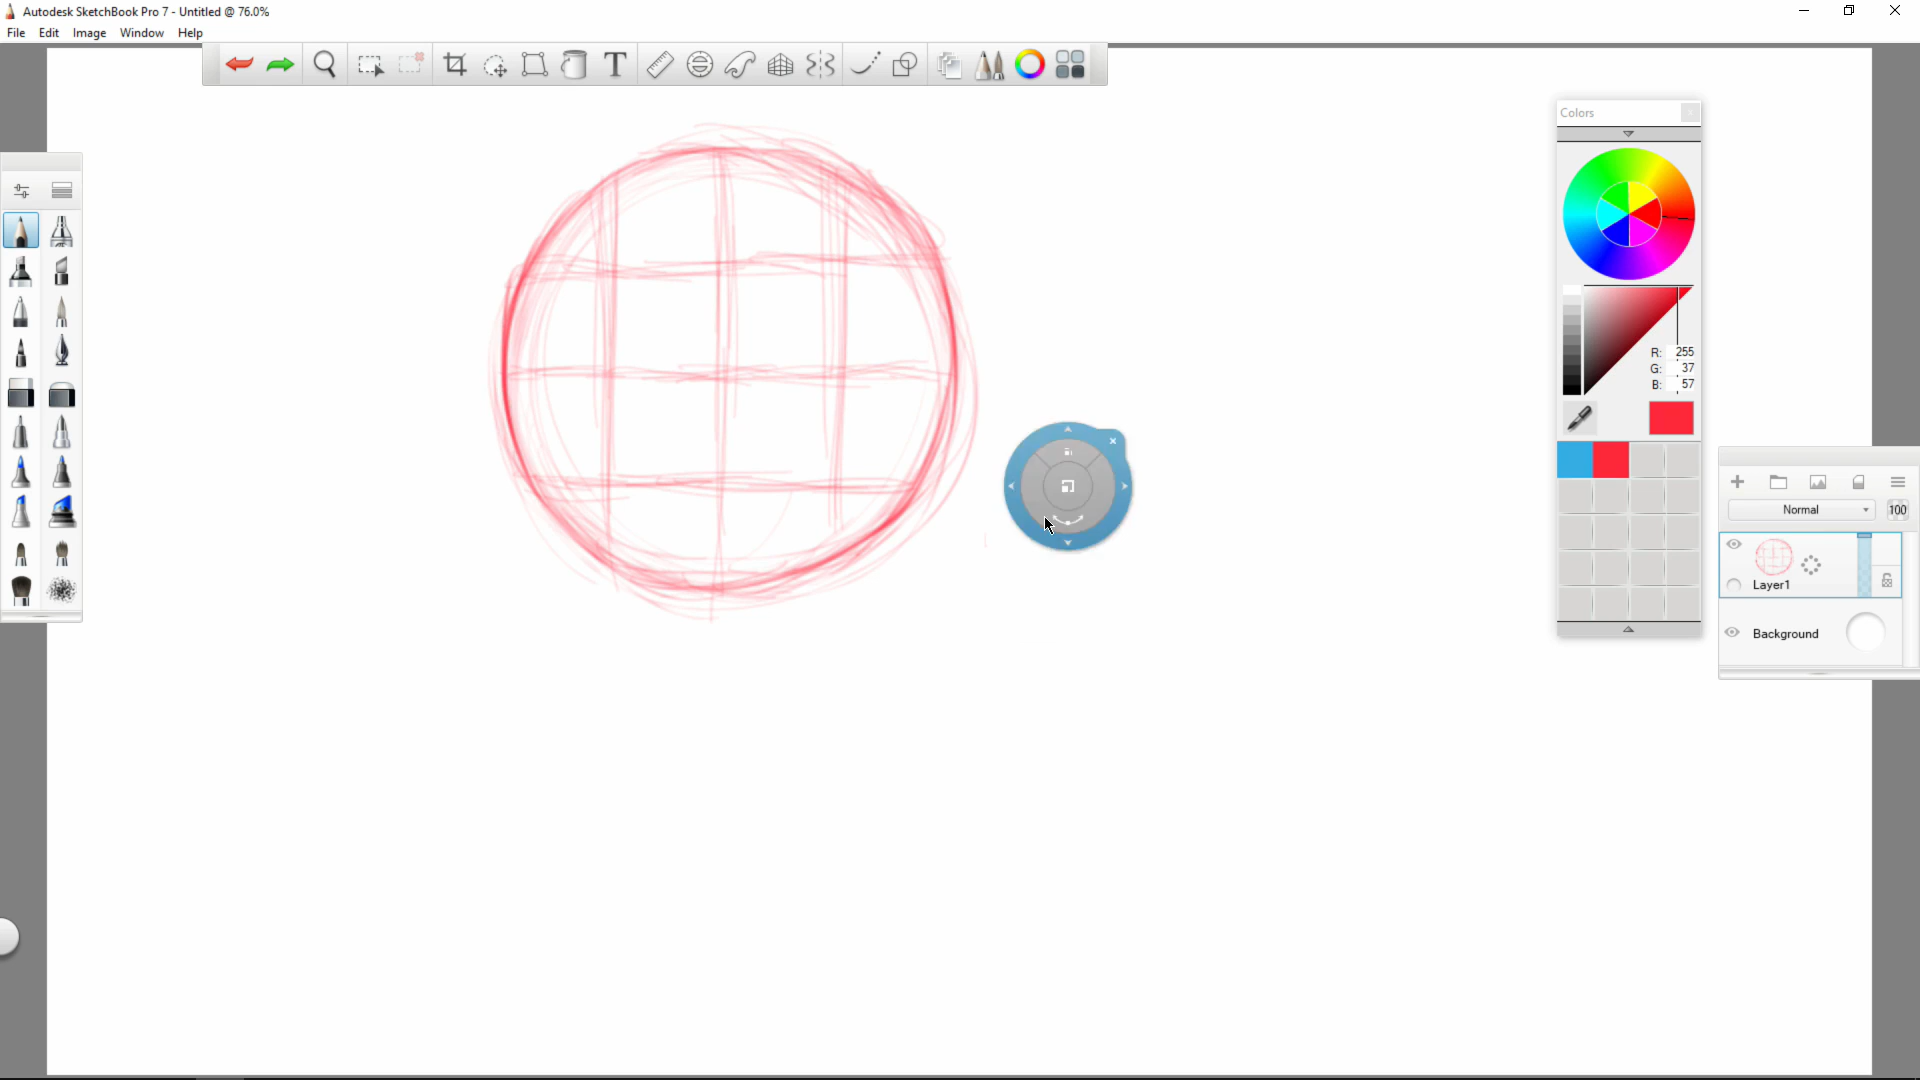 Autodesk SketchBook Pro 7 - Untitled @ 76.0%
File Edit Image Window Help
T
Colors
R: 255
G: 37
B: 57
Normal 100
Layer1
Background